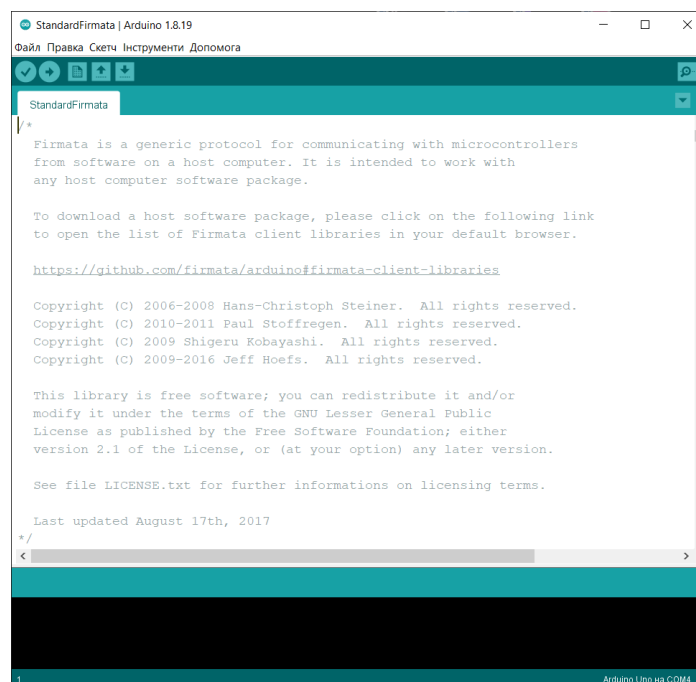 StandardFirmata | Arduino 1.8.19
Файл Правка Скетч Інструменти Допомога
StandardFirmata
/*
Firmata is a generic protocol for communicating with microcontrollers
from software on a host computer. It is intended to work with
any host computer software package.
To download a host software package, please click on the following link
to open the list of Firmata client libraries in your default browser.
https://github.com/firmata/arduino#firmata-client-libraries
Copyright (C) 2006-2008 Hans-Christoph Steiner.  All rights reserved.
Copyright (C) 2010-2011 Paul Stoffregen.  All rights reserved.
Copyright (C) 2009 Shigeru Kobayashi.  All rights reserved.
Copyright (C) 2009-2016 Jeff Hoefs.  All rights reserved.
This library is free software; you can redistribute it and/or
modify it under the terms of the GNU Lesser General Public
License as published by the Free Software Foundation; either
version 2.1 of the License, or (at your option) any later version.
See file LICENSE.txt for further informations on licensing terms.
Last updated August 17th, 2017
*/
1 Arduino Uno на COM4